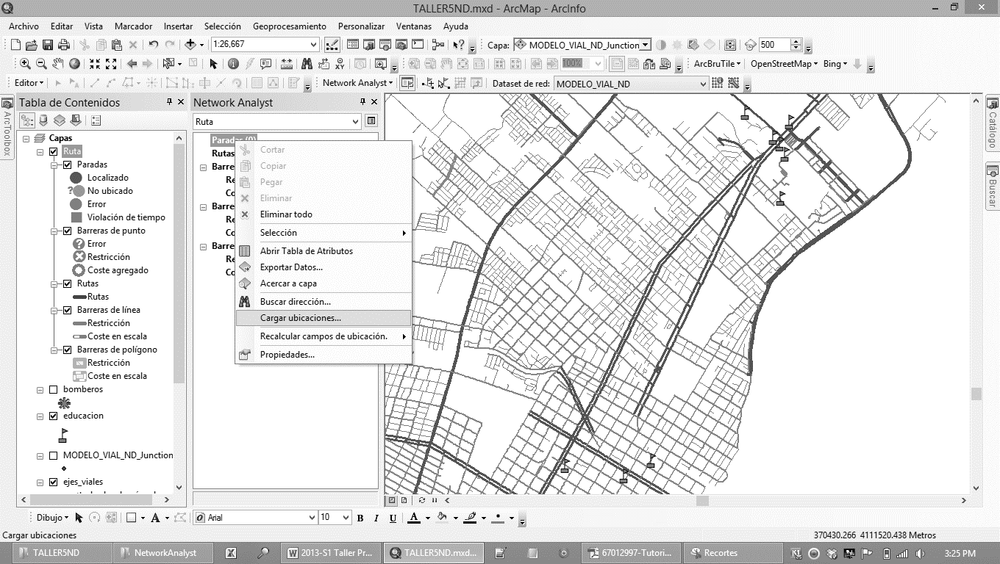 TALLER5ND.mxd - ArcMap - ArcInfo
Archivo Editar Vista Marcador Insertar Selección Geoprocesamiento Personalizar Ventanas Ayuda
1:26,667 Capa: MODELO_VIAL_ND_Junction 500
100% ArcBruTile OpenStreetMap Bing
Editor Network Analyst Dataset de red: MODELO_VIAL_ND
ArcToolbox
Tabla de Contenidos
Capas
Ruta
Paradas
Localizado
No ubicado
Error
Violación de tiempo
Barreras de punto
Error
Restricción
Coste agregado
Rutas
Rutas
Barreras de línea
Restricción
Coste en escala
Barreras de polígono
Restricción
Coste en escala
bomberos
educacion
MODELO_VIAL_ND_Junction
ejes_viales
Network Analyst
Ruta
Paradas (0)
Rutas
Barre
Re
Co
Barre
Re
Co
Barre
Re
Co
Cortar
Copiar
Pegar
Eliminar
Eliminar todo
Selección
Abrir Tabla de Atributos
Exportar Datos...
Acercar a capa
Buscar dirección...
Cargar ubicaciones...
Recalcular campos de ubicación.
Propiedades...
Catálogo
Buscar
Dibujo A Arial 10 B I U A
Cargar ubicaciones 370430.266 4111520.438 Metros
TALLER5ND NetworkAnalyst 2013-S1 Taller Pr... TALLER5ND.mxd... 67012997-Tutori... Recortes 3:25 PM